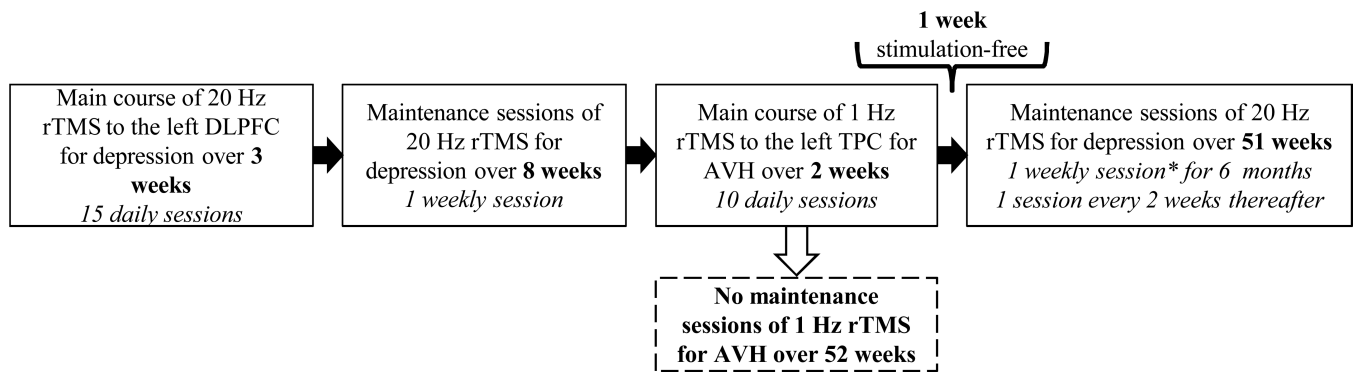 1 week
stimulation-free
Main course of 20 Hz
rTMS to the left DLPFC
for depression over 3
weeks
15 daily sessions
Maintenance sessions of
20 Hz rTMS for
depression over 8 weeks
1 weekly session
Main course of 1 Hz
rTMS to the left TPC for
AVH over 2 weeks
10 daily sessions
Maintenance sessions of 20 Hz
rTMS for depression over 51 weeks
1 weekly session* for 6 months
1 session every 2 weeks thereafter
No maintenance
sessions of 1 Hz rTMS
for AVH over 52 weeks